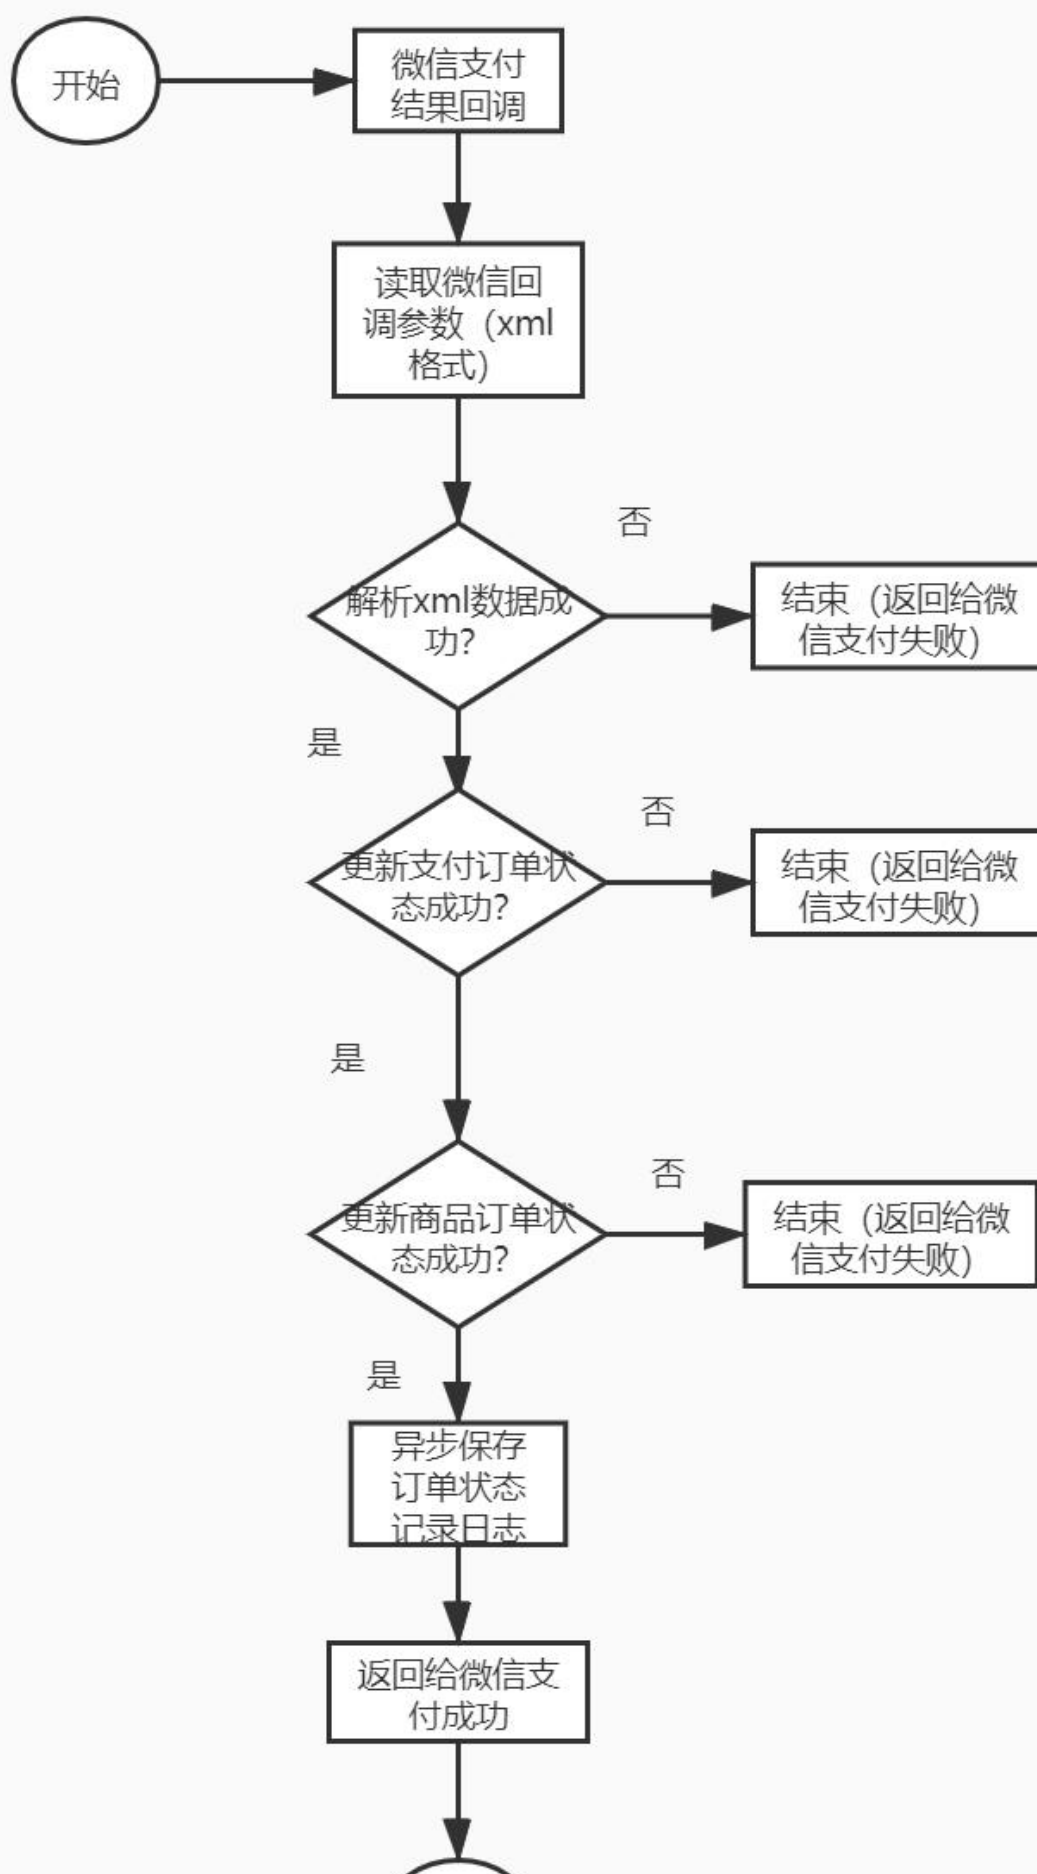 开始
微信支付
结果回调
读取微信回
调参数（xml
格式）
否
解析xml数据成
功？
结束（返回给微
信支付失败）
是
否
更新支付订单状
态成功？
结束（返回给微
信支付失败）
是
否
更新商品订单状
态成功？
结束（返回给微
信支付失败）
是
异步保存
订单状态
记录日志
返回给微信支
付成功